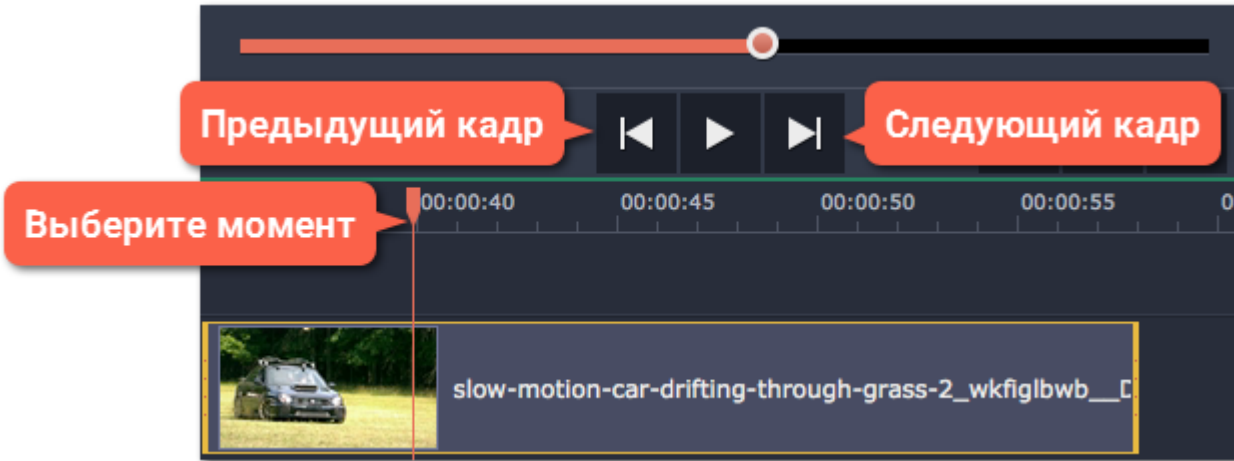 Предыдущий кадр
Следующий кадр
Выберите момент
00:00:40 00:00:45 00:00:50 00:00:55
slow-motion-car-drifting-through-grass-2_wkfiglbwb__D